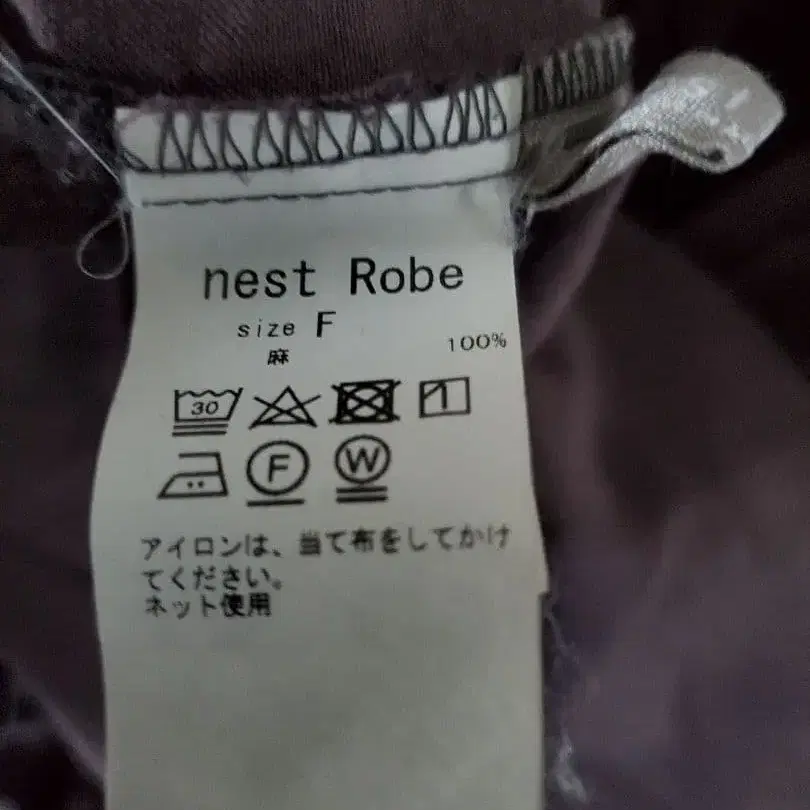 nest Robe
size F
麻 100%
30
F W
アイロンは、当て布をしてかけ
てください。
ネット使用